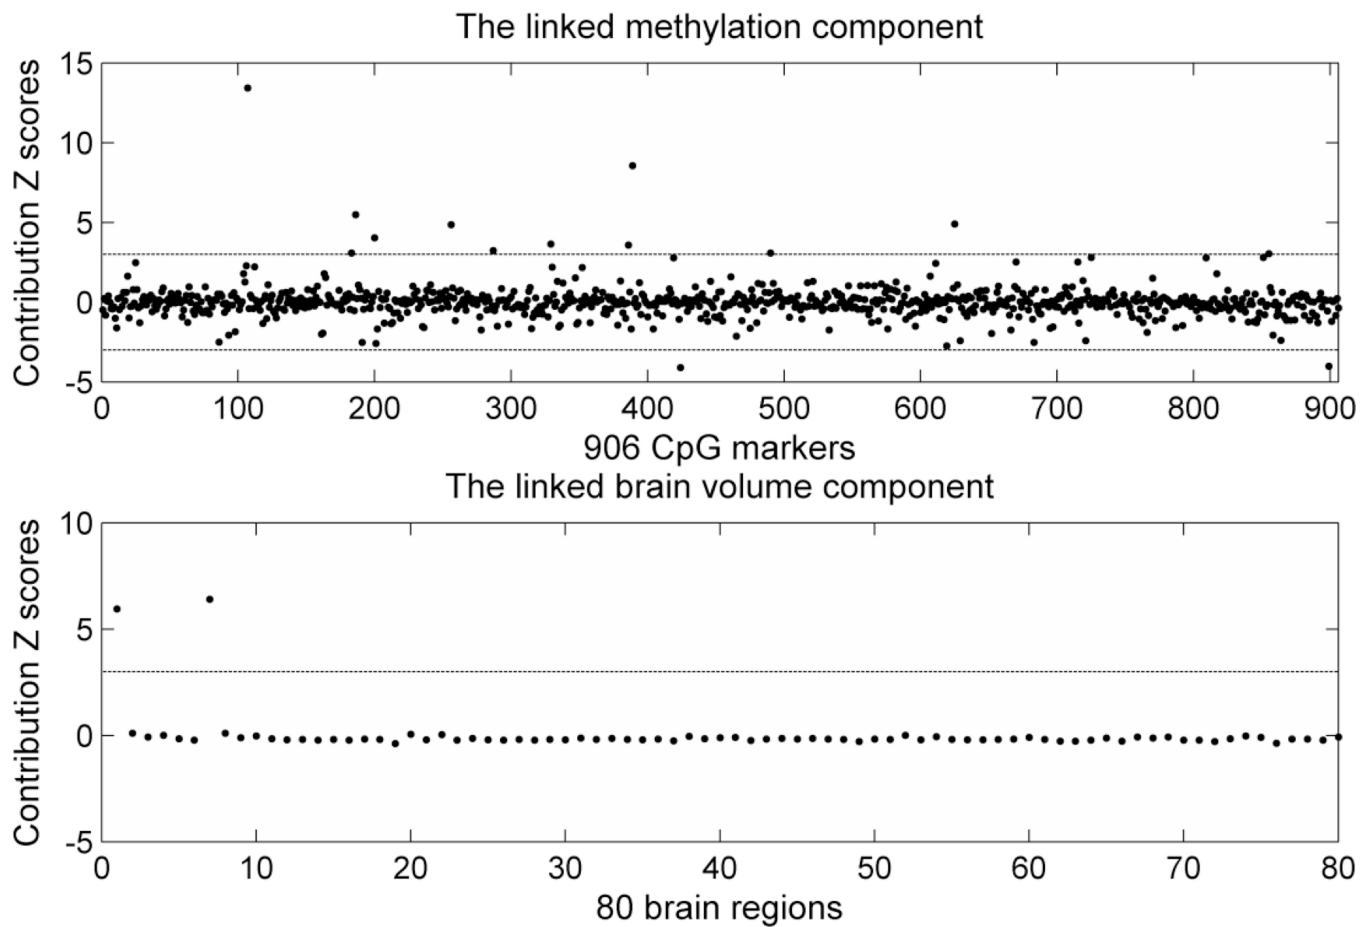 The linked methylation component
Contribution Z scores
15
10
5
0
-5
0 100 200 300 400 500 600 700 800 900
906 CpG markers
The linked brain volume component
Contribution Z scores
10
5
0
-5
0 10 20 30 40 50 60 70 80
80 brain regions